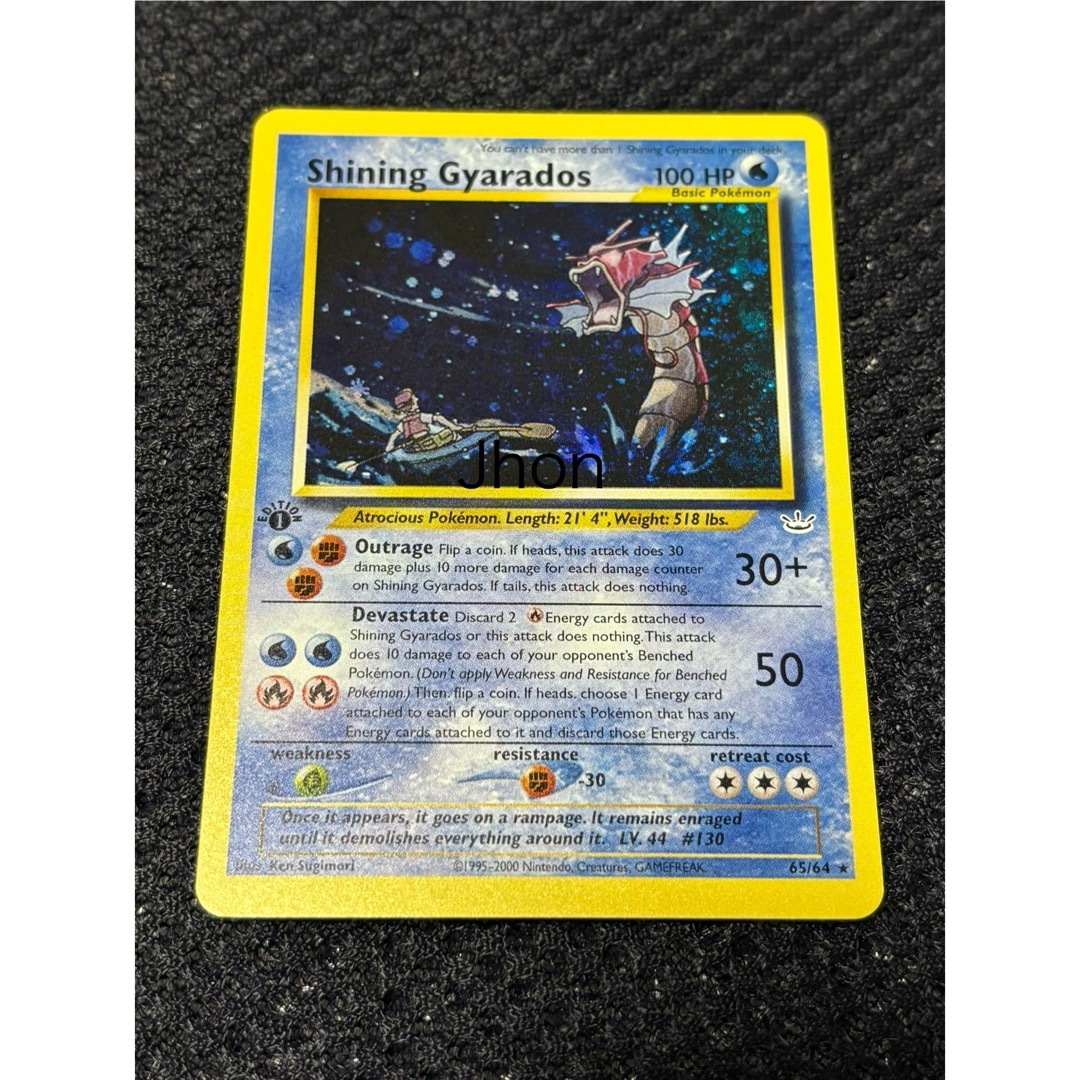 You can't have more than 1 Shining Gyarados in your deck.
Shining Gyarados 100 HP
Basic Pokémon
Jhon
EDITION
1
Atrocious Pokémon. Length: 21' 4", Weight: 518 lbs.
Outrage Flip a coin. If heads, this attack does 30
damage plus 10 more damage for each damage counter
on Shining Gyarados. If tails, this attack does nothing.
30+
Devastate Discard 2 Energy cards attached to
Shining Gyarados or this attack does nothing. This attack
does 10 damage to each of your opponent's Benched
Pokémon. (Don't apply Weakness and Resistance for Benched
Pokémon.) Then, flip a coin. If heads, choose 1 Energy card
attached to each of your opponent's Pokémon that has any
Energy cards attached to it and discard those Energy cards.
50
weakness resistance retreat cost
-30
Once it appears, it goes on a rampage. It remains enraged
until it demolishes everything around it. LV. 44 #130
Illus. Ken Sugimori ©1995-2000 Nintendo, Creatures, GAMEFREAK. 65/64 ★